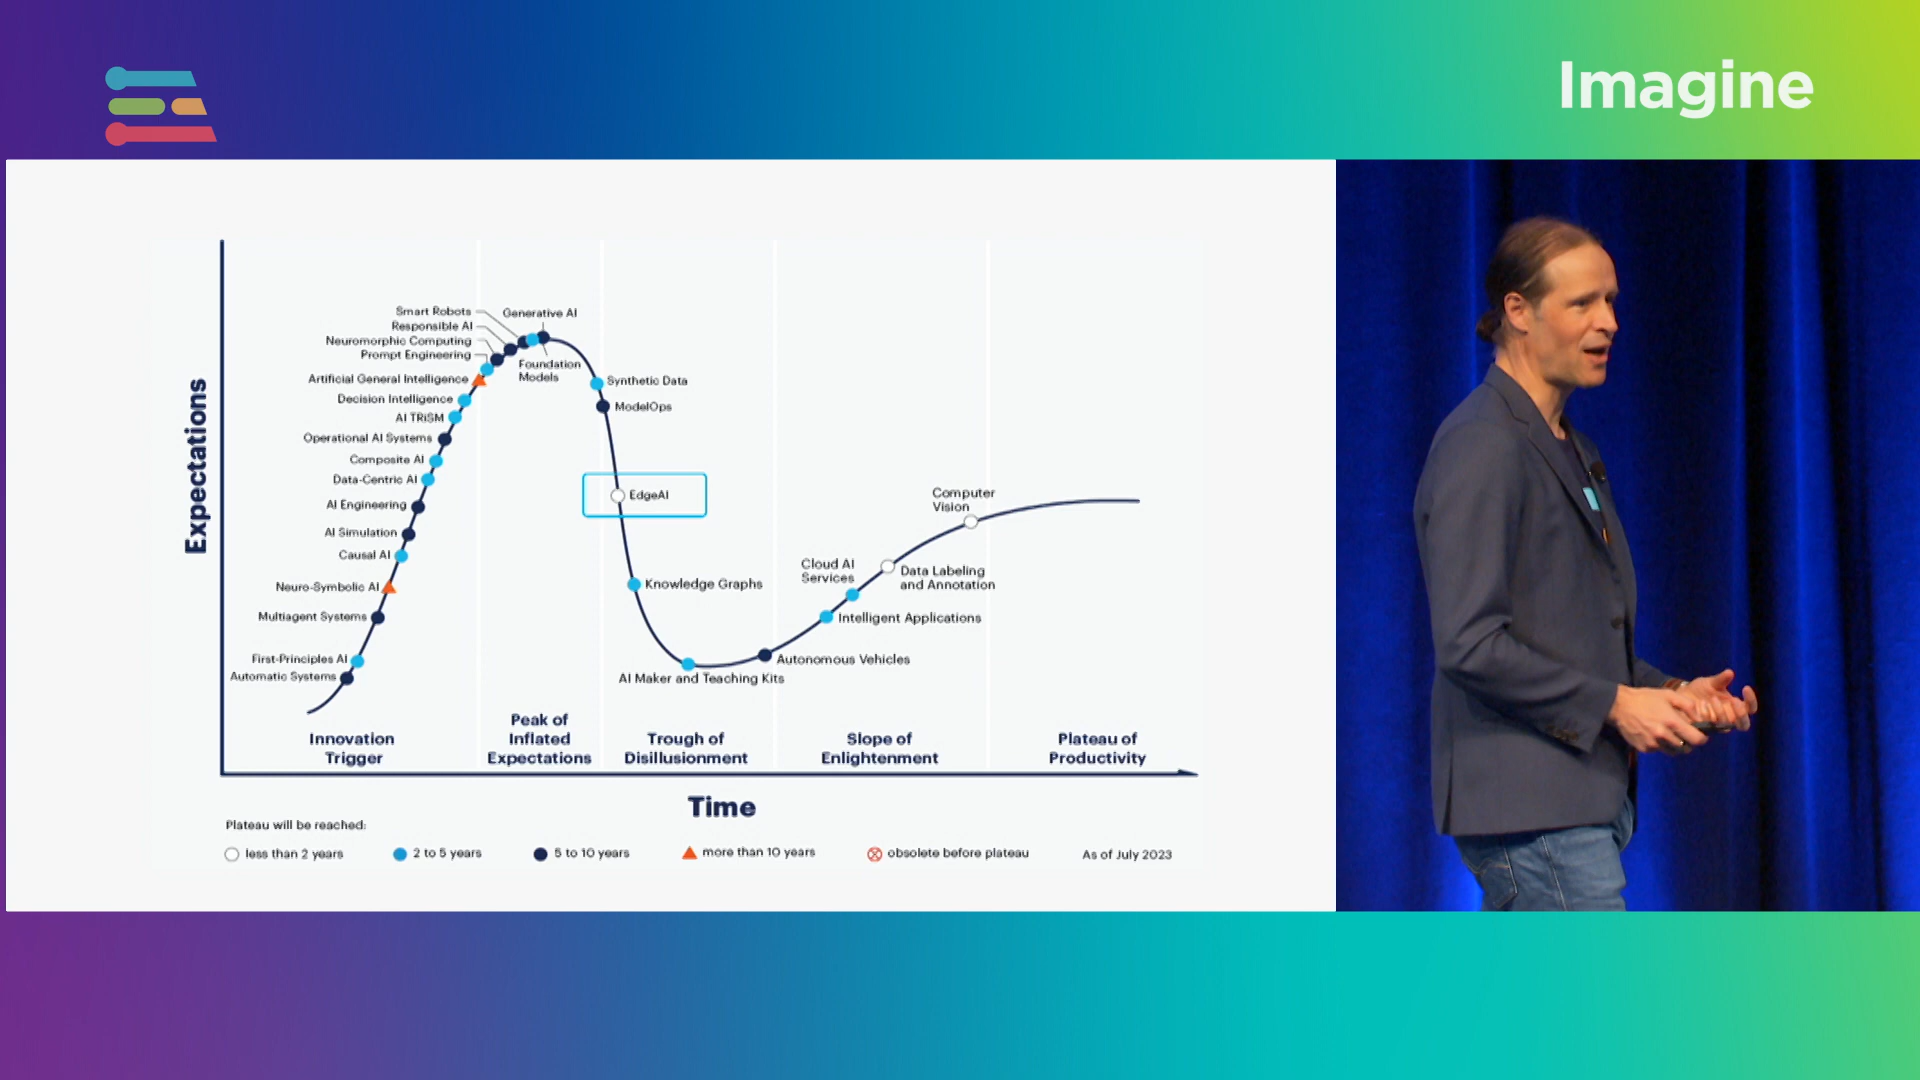 Imagine
Expectations
Smart Robots
Generative AI
Responsible AI
Neuromorphic Computing
Prompt Engineering
Foundation
Models
Artificial General Intelligence
Synthetic Data
Decision Intelligence
ModelOps
AI TRiSM
Operational AI Systems
Composite AI
Data-Centric AI
EdgeAI
AI Engineering
Computer
Vision
AI Simulation
Causal AI
Cloud AI
Services
Data Labeling
and Annotation
Neuro-Symbolic AI
Knowledge Graphs
Multiagent Systems
Intelligent Applications
First-Principles AI
Autonomous Vehicles
Automatic Systems
AI Maker and Teaching Kits
Innovation
Trigger
Peak of
Inflated
Expectations
Trough of
Disillusionment
Slope of
Enlightenment
Plateau of
Productivity
Time
Plateau will be reached:
less than 2 years
2 to 5 years
5 to 10 years
more than 10 years
obsolete before plateau
As of July 2023